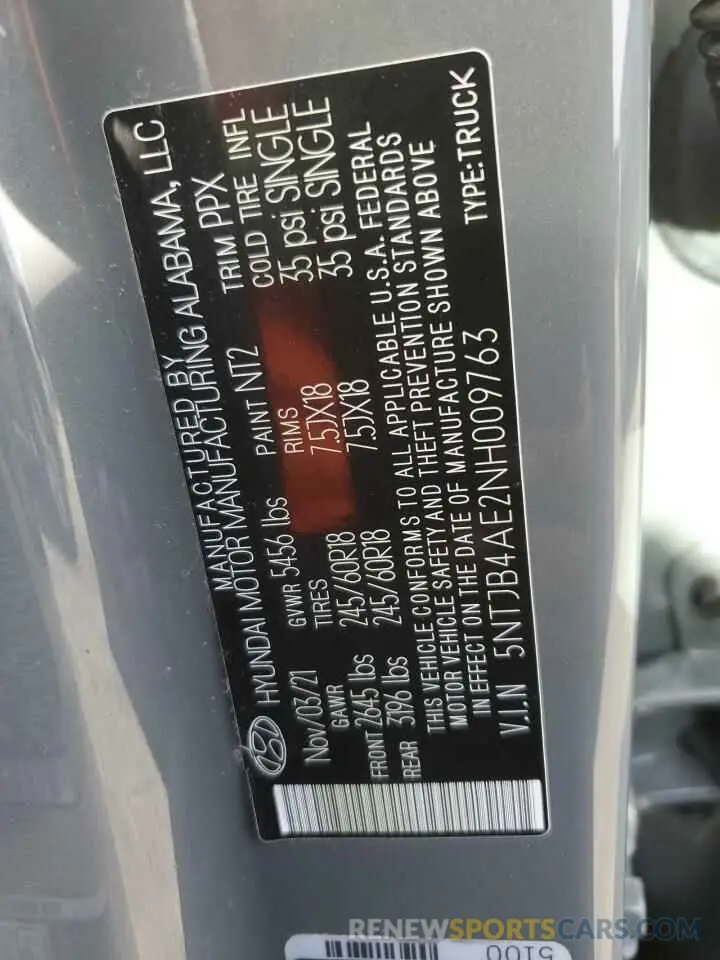 MANUFACTURED BY
HYUNDAI MOTOR MANUFACTURING ALABAMA, LLC
Nov/03/21 GVWR 5456 lbs PAINT NT2 TRIM PPX
GAWR TIRES RIMS COLD TIRE INFL
FRONT 2645 lbs 245/60R18 7.5JX18 35 psi SINGLE
REAR 3196 lbs 245/60R18 7.5JX18 35 psi SINGLE
THIS VEHICLE CONFORMS TO ALL APPLICABLE U.S.A. FEDERAL
MOTOR VEHICLE SAFETY AND THEFT PREVENTION STANDARDS
IN EFFECT ON THE DATE OF MANUFACTURE SHOWN ABOVE
V.I.N 5NTJB4AE2NH009763 TYPE:TRUCK
5100
RENEWSPORTSCARS.COM